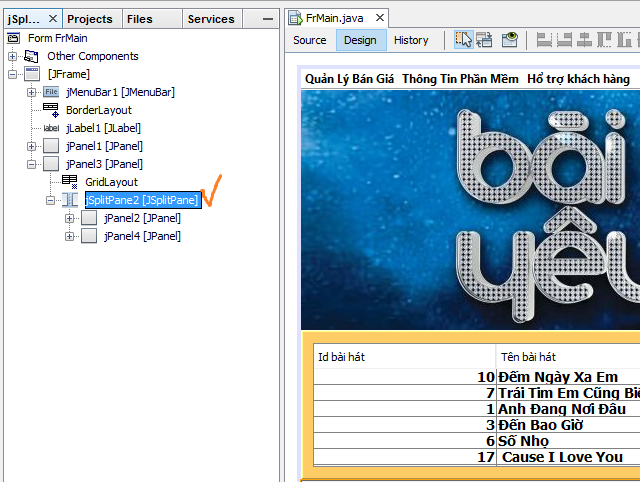 jSpl...
Projects
Files
Services
Form FrMain
Other Components
[JFrame]
File jMenuBar1 [JMenuBar]
BorderLayout
label jLabel1 [JLabel]
jPanel1 [JPanel]
jPanel3 [JPanel]
GridLayout
jSplitPane2 [JSplitPane]
jPanel2 [JPanel]
jPanel4 [JPanel]
FrMain.java
Source Design History
Quản Lý Bán Giá Thông Tin Phần Mềm Hổ trợ khách hàng
bài
yêu
Id bài hát Tên bài hát
10 Đếm Ngày Xa Em
7 Trái Tim Em Cũng Biế
1 Anh Đang Nơi Đâu
3 Đến Bao Giờ
6 Số Nhọ
17 Cause I Love You